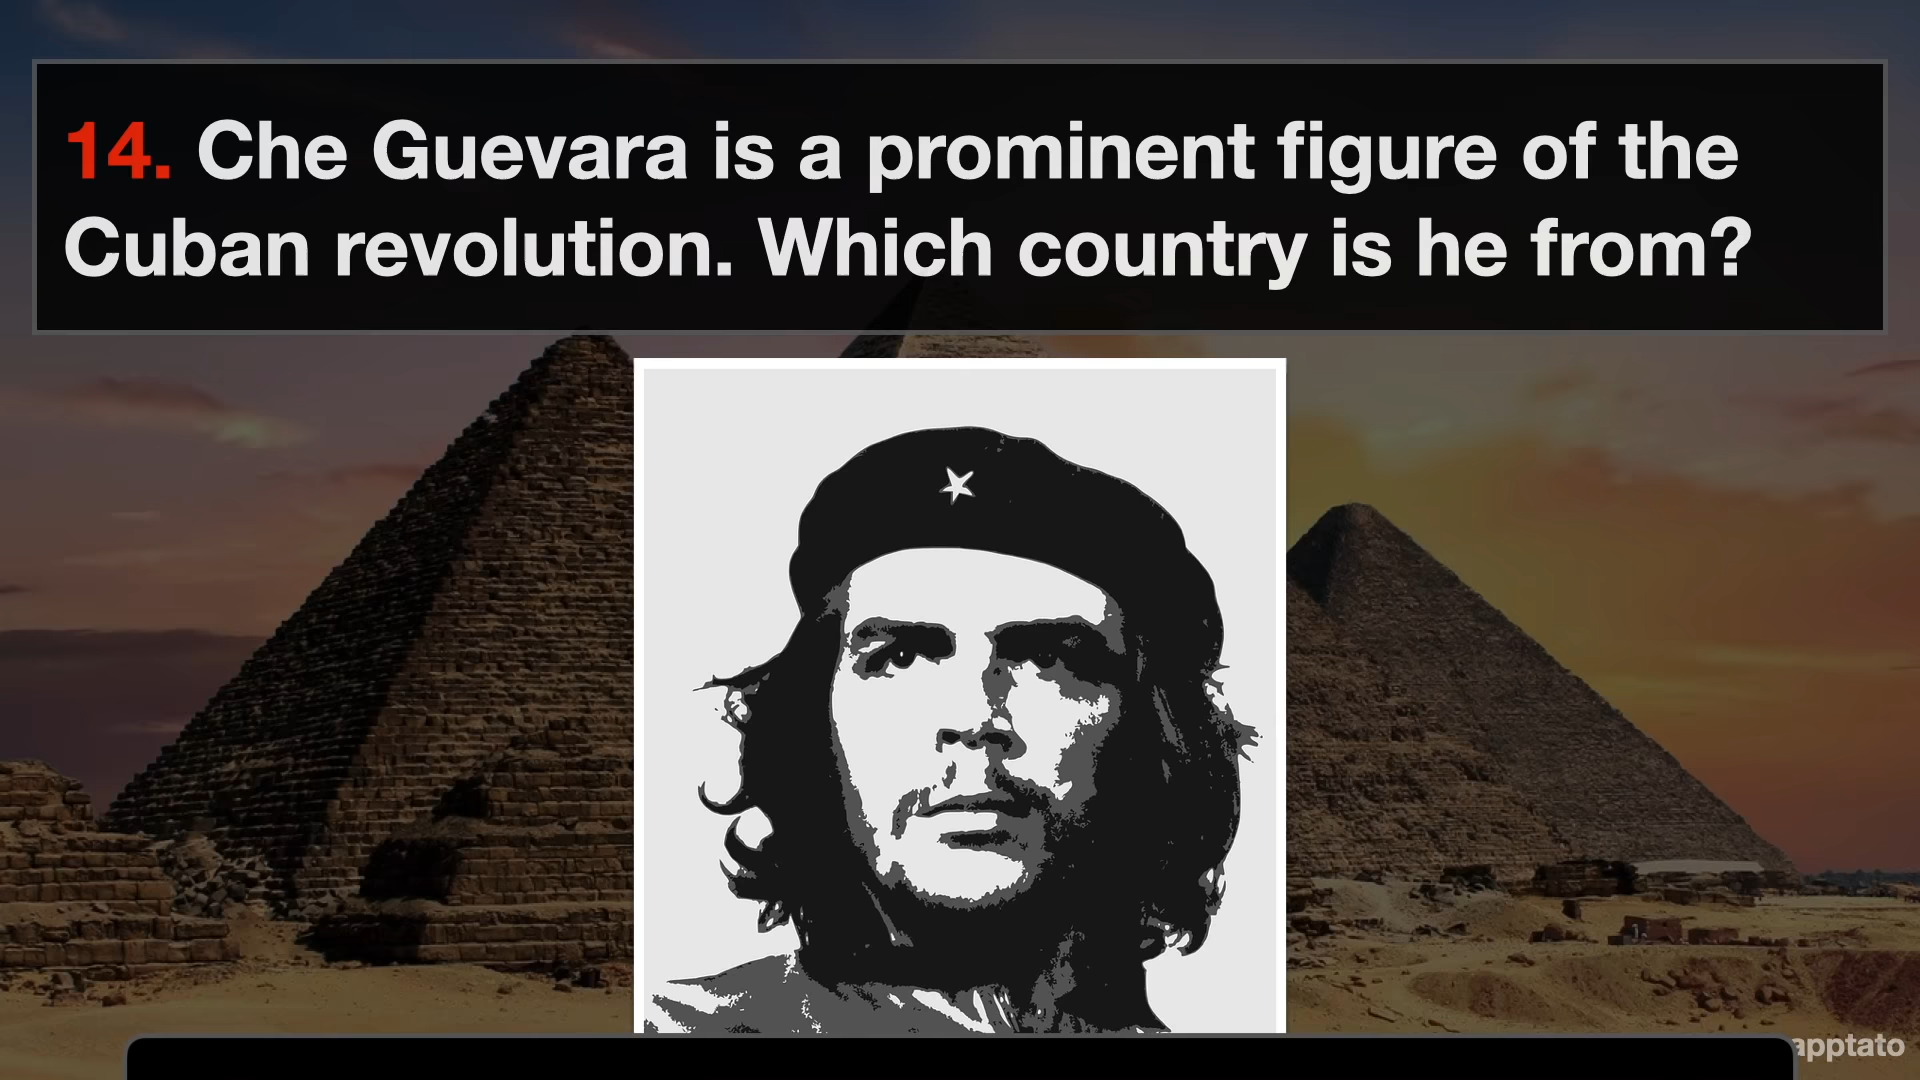 14. Che Guevara is a prominent figure of the
Cuban revolution. Which country is he from?
apptato